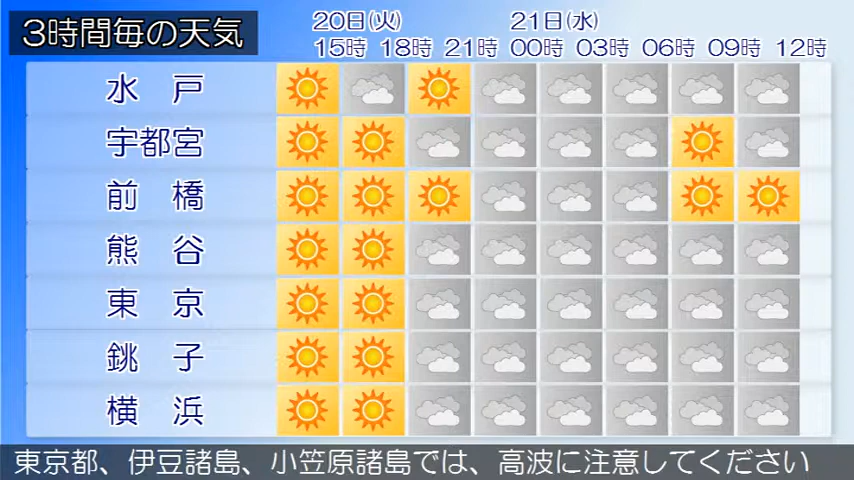 3時間毎の天気
20日(火) 21日(水)
15時 18時 21時 00時 03時 06時 09時 12時
水戸
宇都宮
前橋
熊谷
東京
銚子
横浜
東京都、伊豆諸島、小笠原諸島では、高波に注意してください